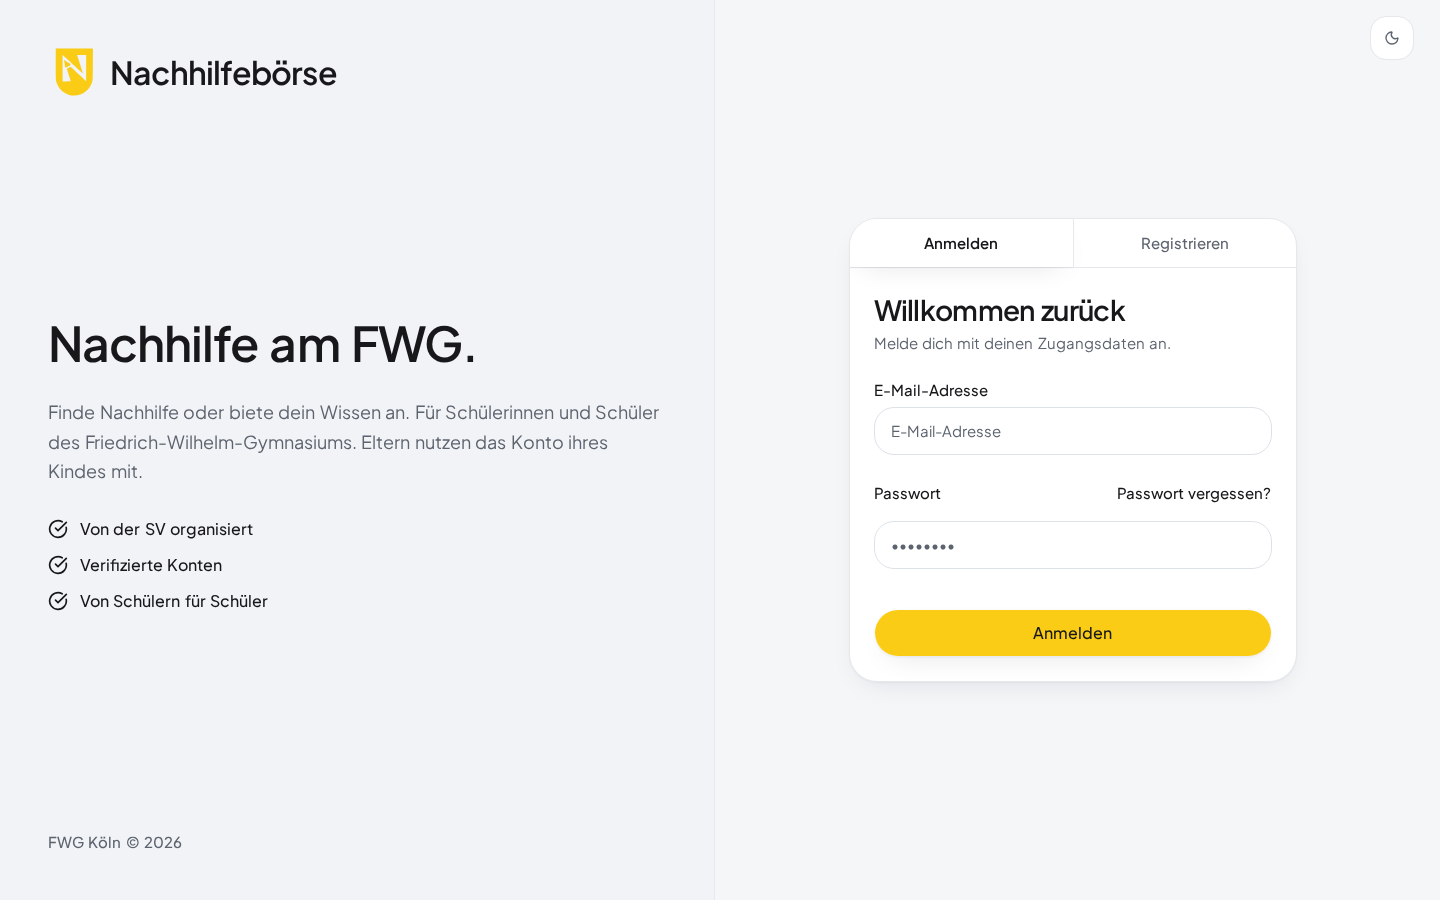 Nachhilfebörse
Nachhilfe am FWG.
Finde Nachhilfe oder biete dein Wissen an. Für Schülerinnen und Schüler
des Friedrich-Wilhelm-Gymnasiums. Eltern nutzen das Konto ihres
Kindes mit.
Von der SV organisiert
Verifizierte Konten
Von Schülern für Schüler
FWG Köln © 2026
Anmelden
Registrieren
Willkommen zurück
Melde dich mit deinen Zugangsdaten an.
E-Mail-Adresse
E-Mail-Adresse
Passwort
Passwort vergessen?
••••••••
Anmelden